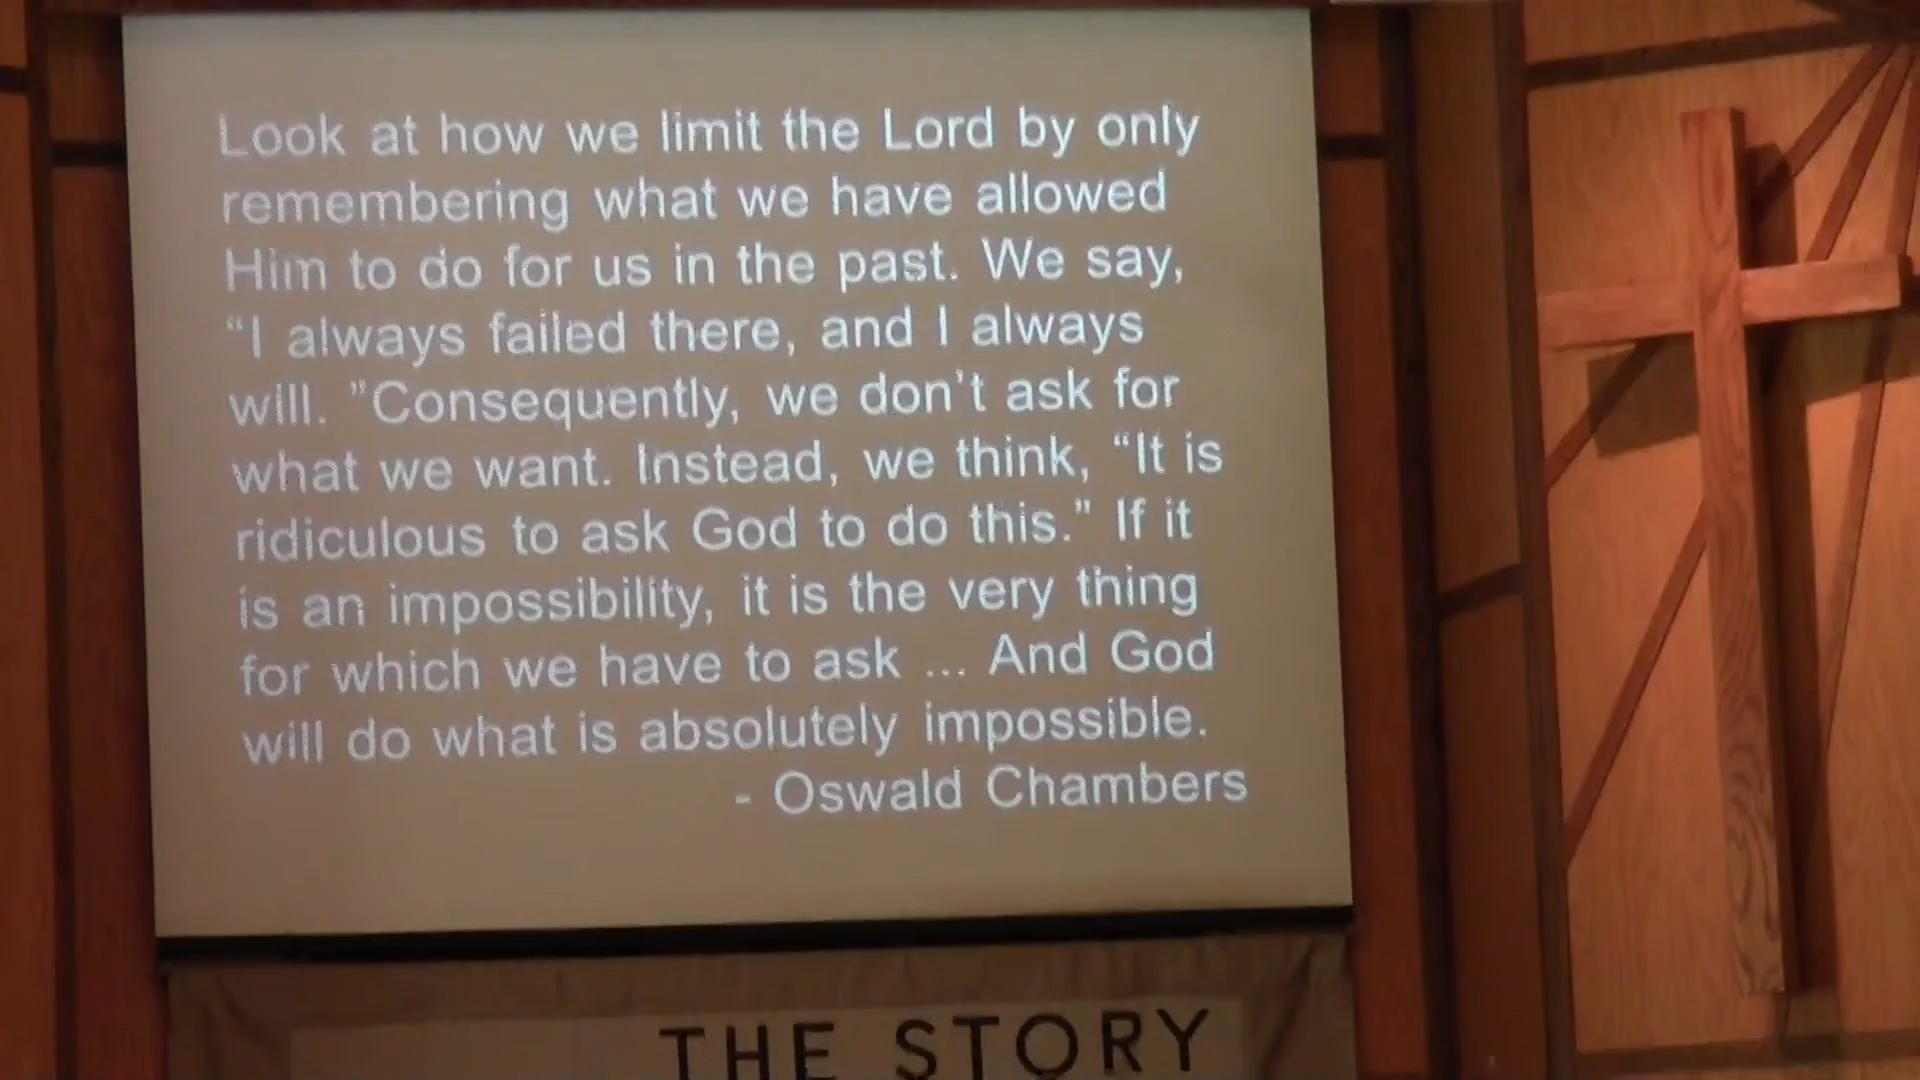 Look at how we limit the Lord by only
remembering what we have allowed
Him to do for us in the past. We say,
“I always failed there, and I always
will. ”Consequently, we don’t ask for
what we want. Instead, we think, “It is
ridiculous to ask God to do this.” If it
is an impossibility, it is the very thing
for which we have to ask ... And God
will do what is absolutely impossible.
- Oswald Chambers
THE STORY